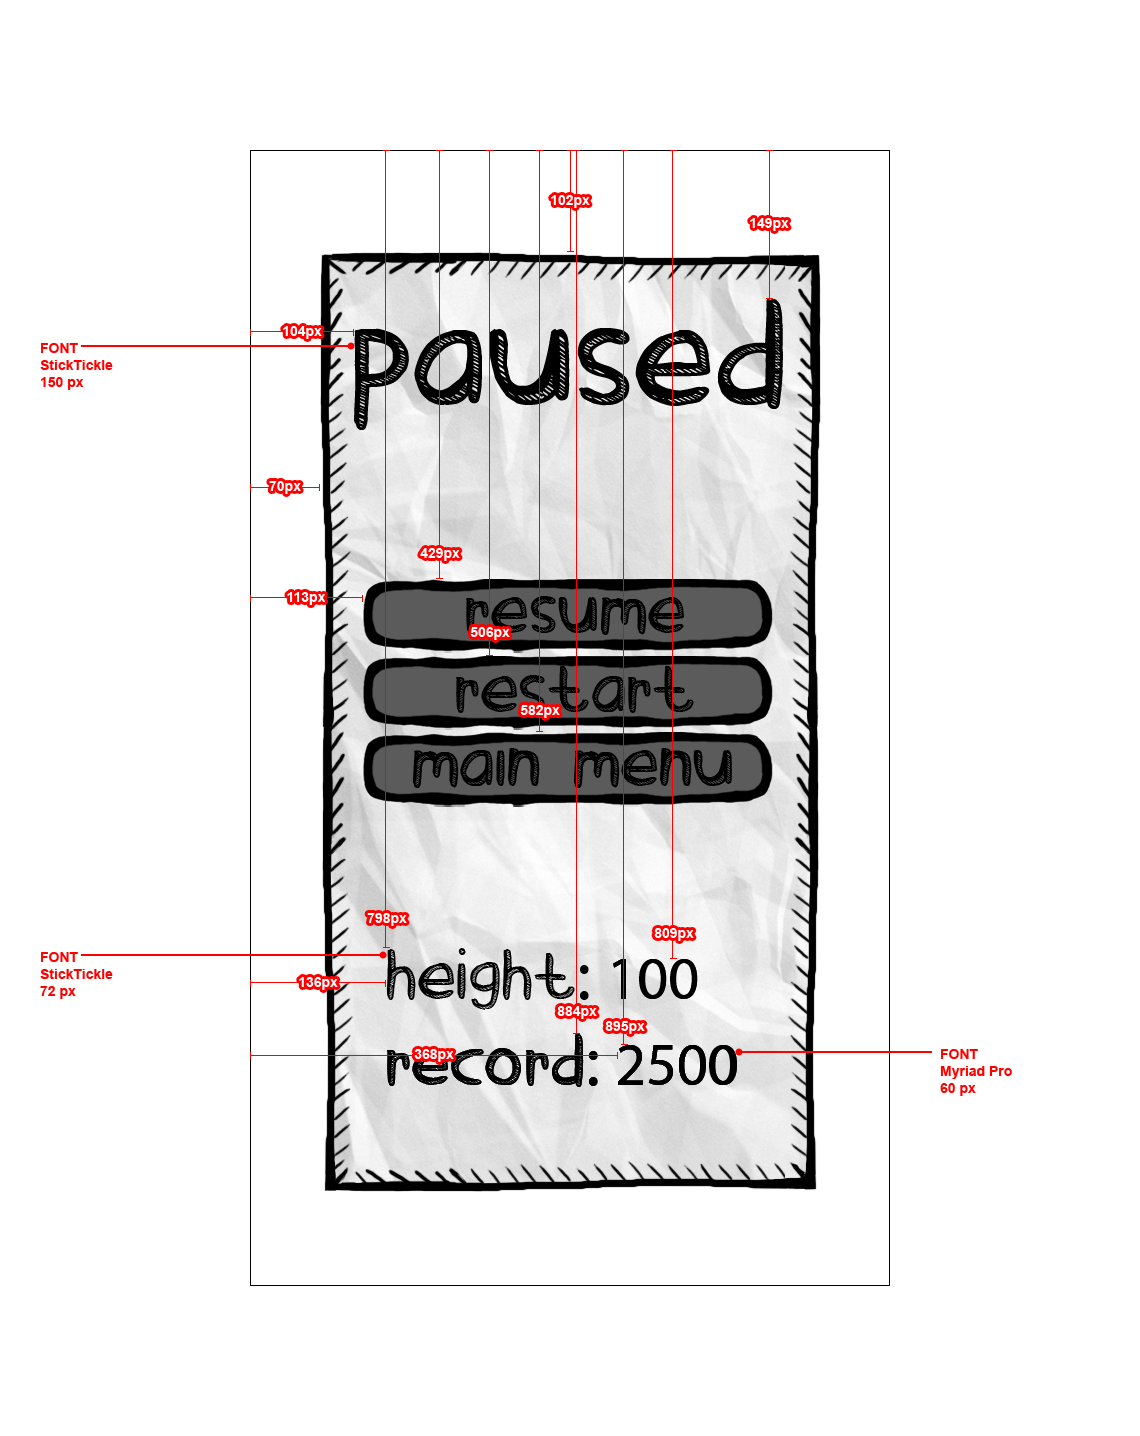 102px
149px
104px
paused
FONT
StickTickle
150 px
70px
429px
113px
resume
506px
restart
582px
main menu
798px
809px
FONT
StickTickle
72 px
136px
height: 100
884px
895px
368px
record: 2500
FONT
Myriad Pro
60 px